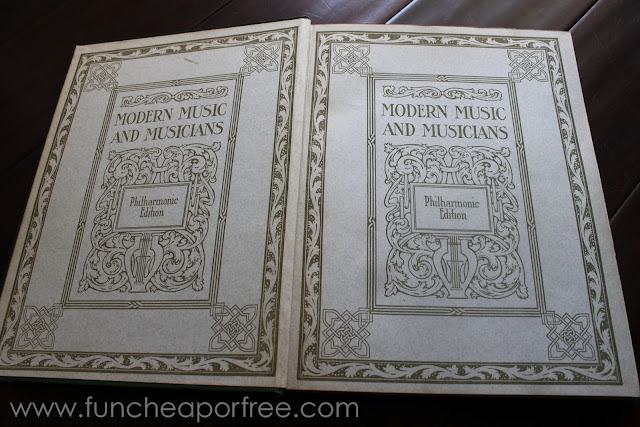 MODERN MUSIC
AND MUSICIANS
Philharmonic
Edition
MODERN MUSIC
AND MUSICIANS
Philharmonic
Edition
www.funcheaporfree.com